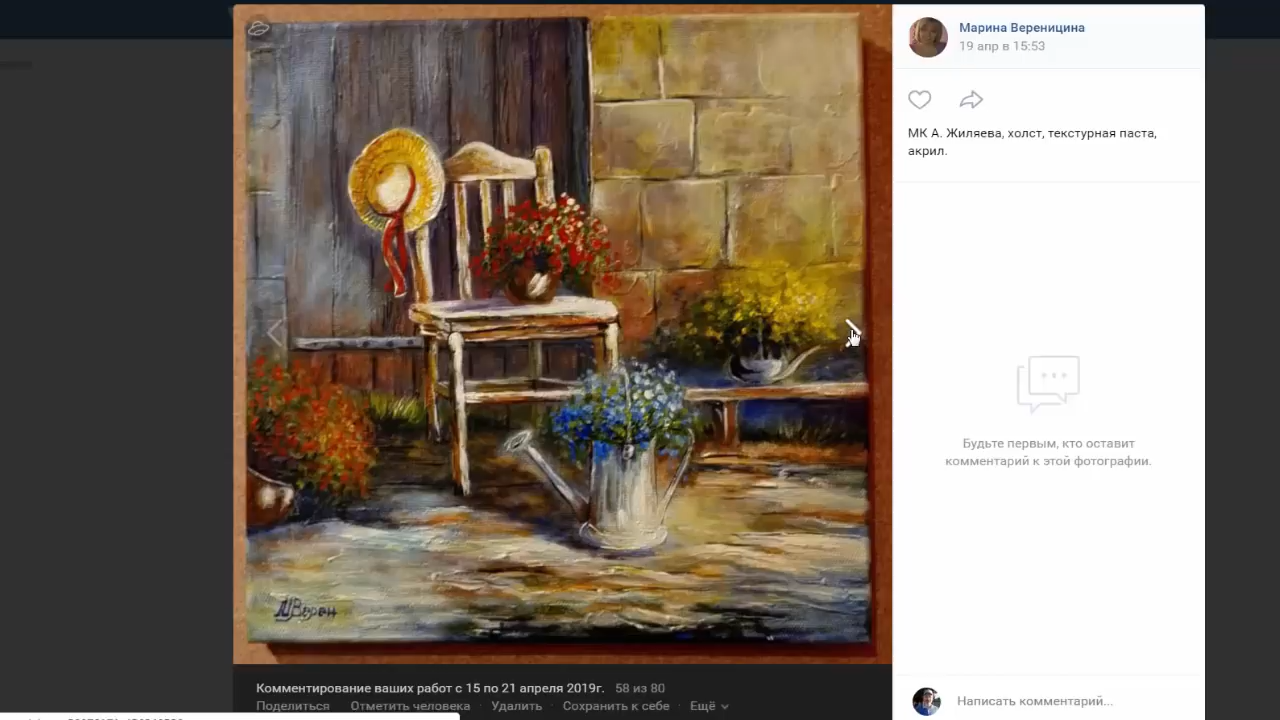 Марина Вереницина
19 апр в 15:53
МК А. Жиляева, холст, текстурная паста,
акрил.
Будьте первым, кто оставит
комментарий к этой фотографии.
МВерен
Комментирование ваших работ с 15 по 21 апреля 2019г. 58 из 80
Поделиться Отметить человека Удалить Сохранить к себе Ещё
Написать комментарий...